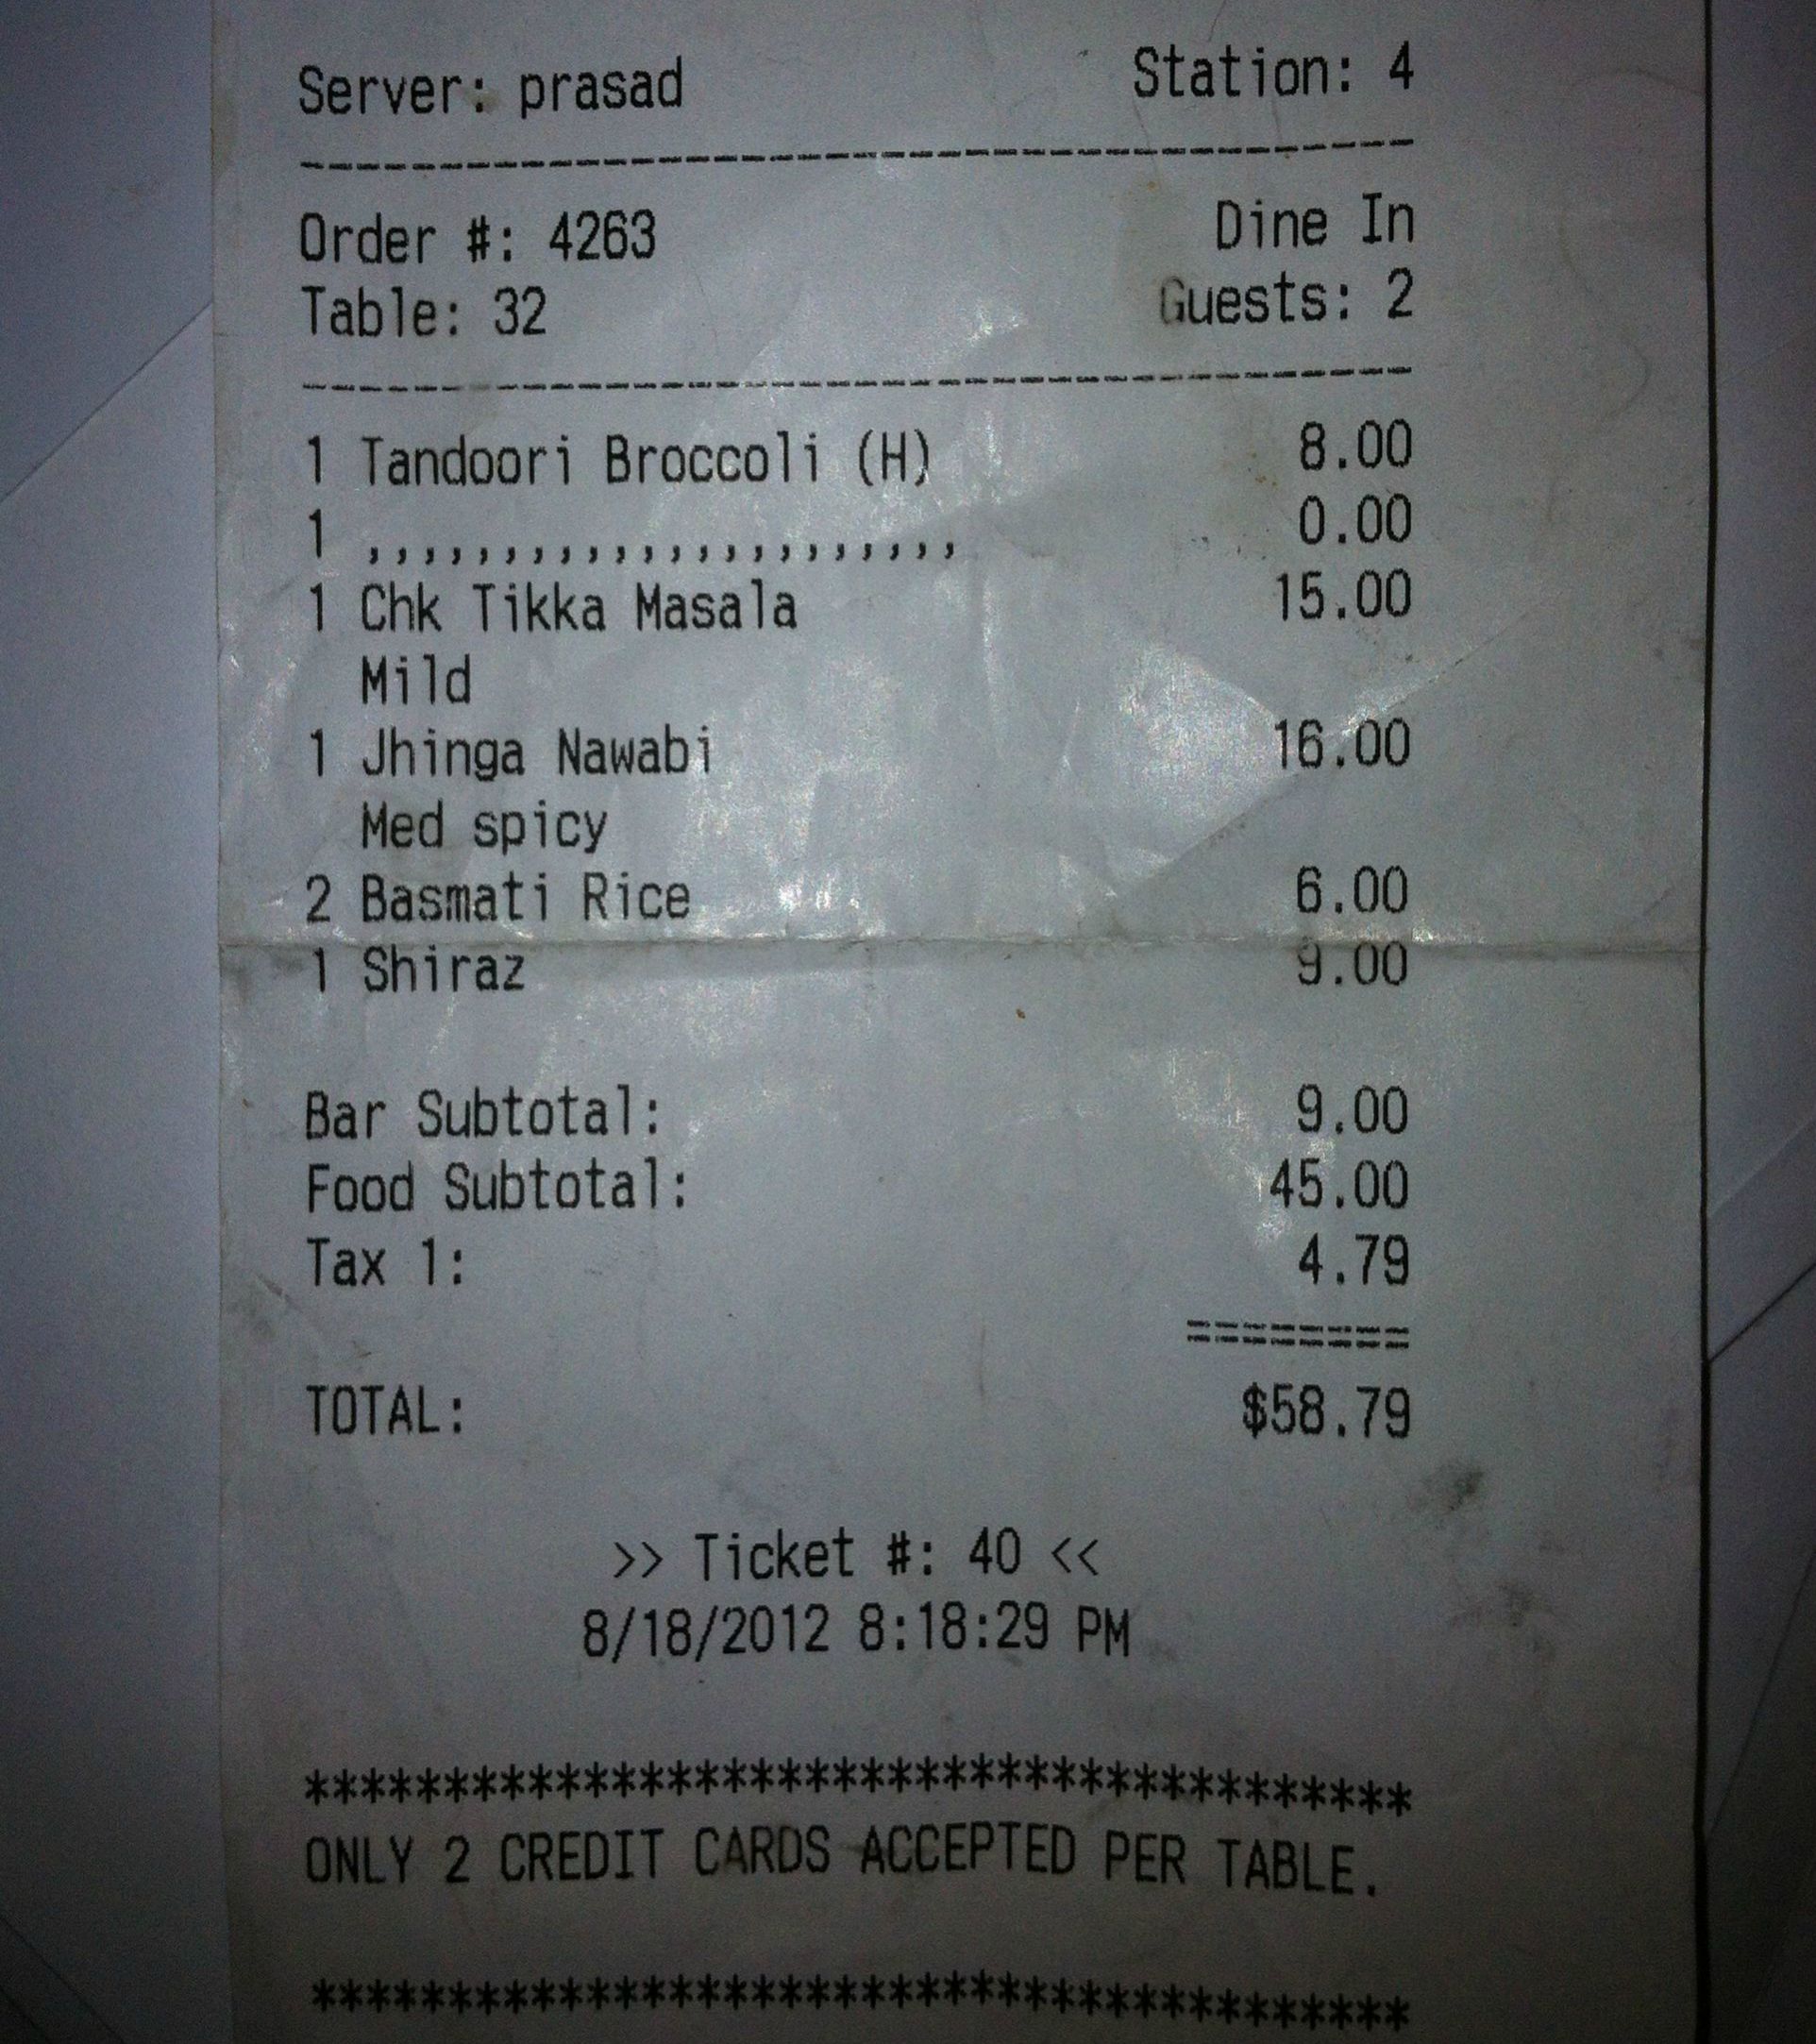 Server: prasad Station: 4
----------------------------------------
Order #: 4263 Dine In
Table: 32 Guests: 2
----------------------------------------
1 Tandoori Broccoli (H) 8.00
1 ,,,,,,,,,,,,,,,,,,,,,, 0.00
1 Chk Tikka Masala 15.00
Mild
1 Jhinga Nawabi 16.00
Med spicy
2 Basmati Rice 6.00
1 Shiraz 9.00
Bar Subtotal: 9.00
Food Subtotal: 45.00
Tax 1: 4.79
========
TOTAL: $58.79
>> Ticket #: 40 <<
8/18/2012 8:18:29 PM
****************************************
ONLY 2 CREDIT CARDS ACCEPTED PER TABLE.
****************************************